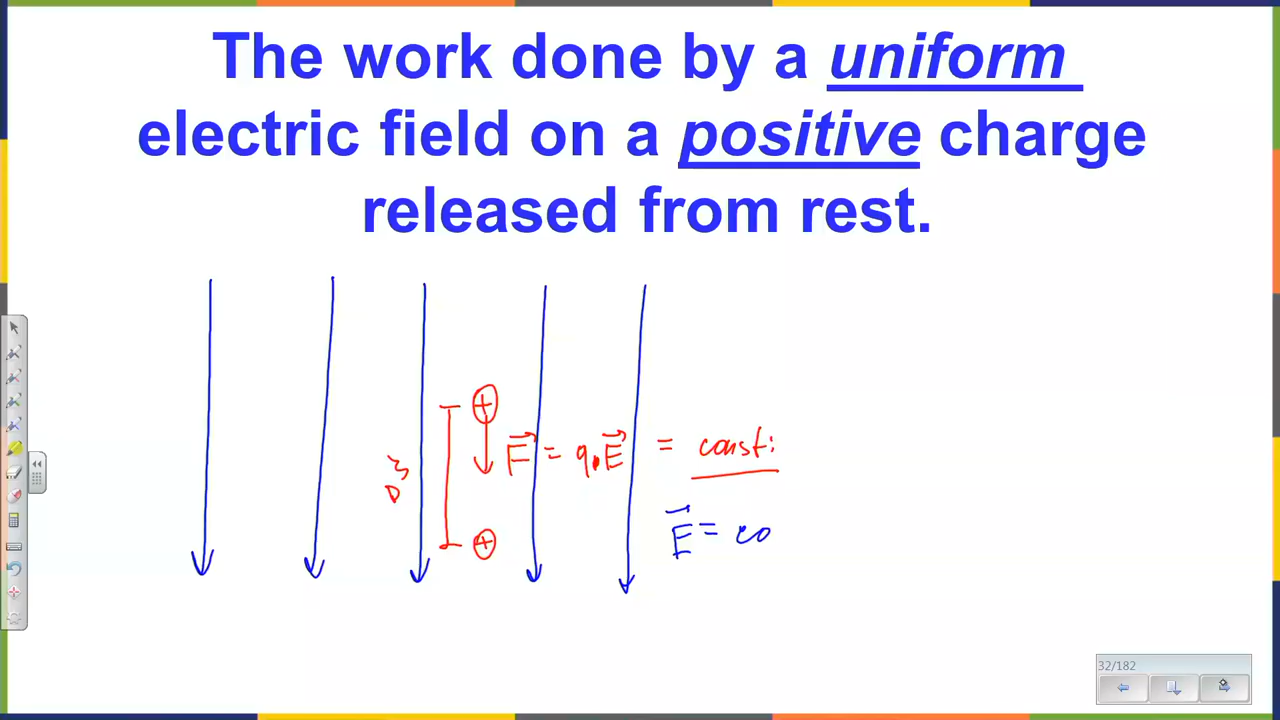 The work done by a uniform
electric field on a positive charge
released from rest.
+
F = q₀E = const.
D
+
E = co
32/182